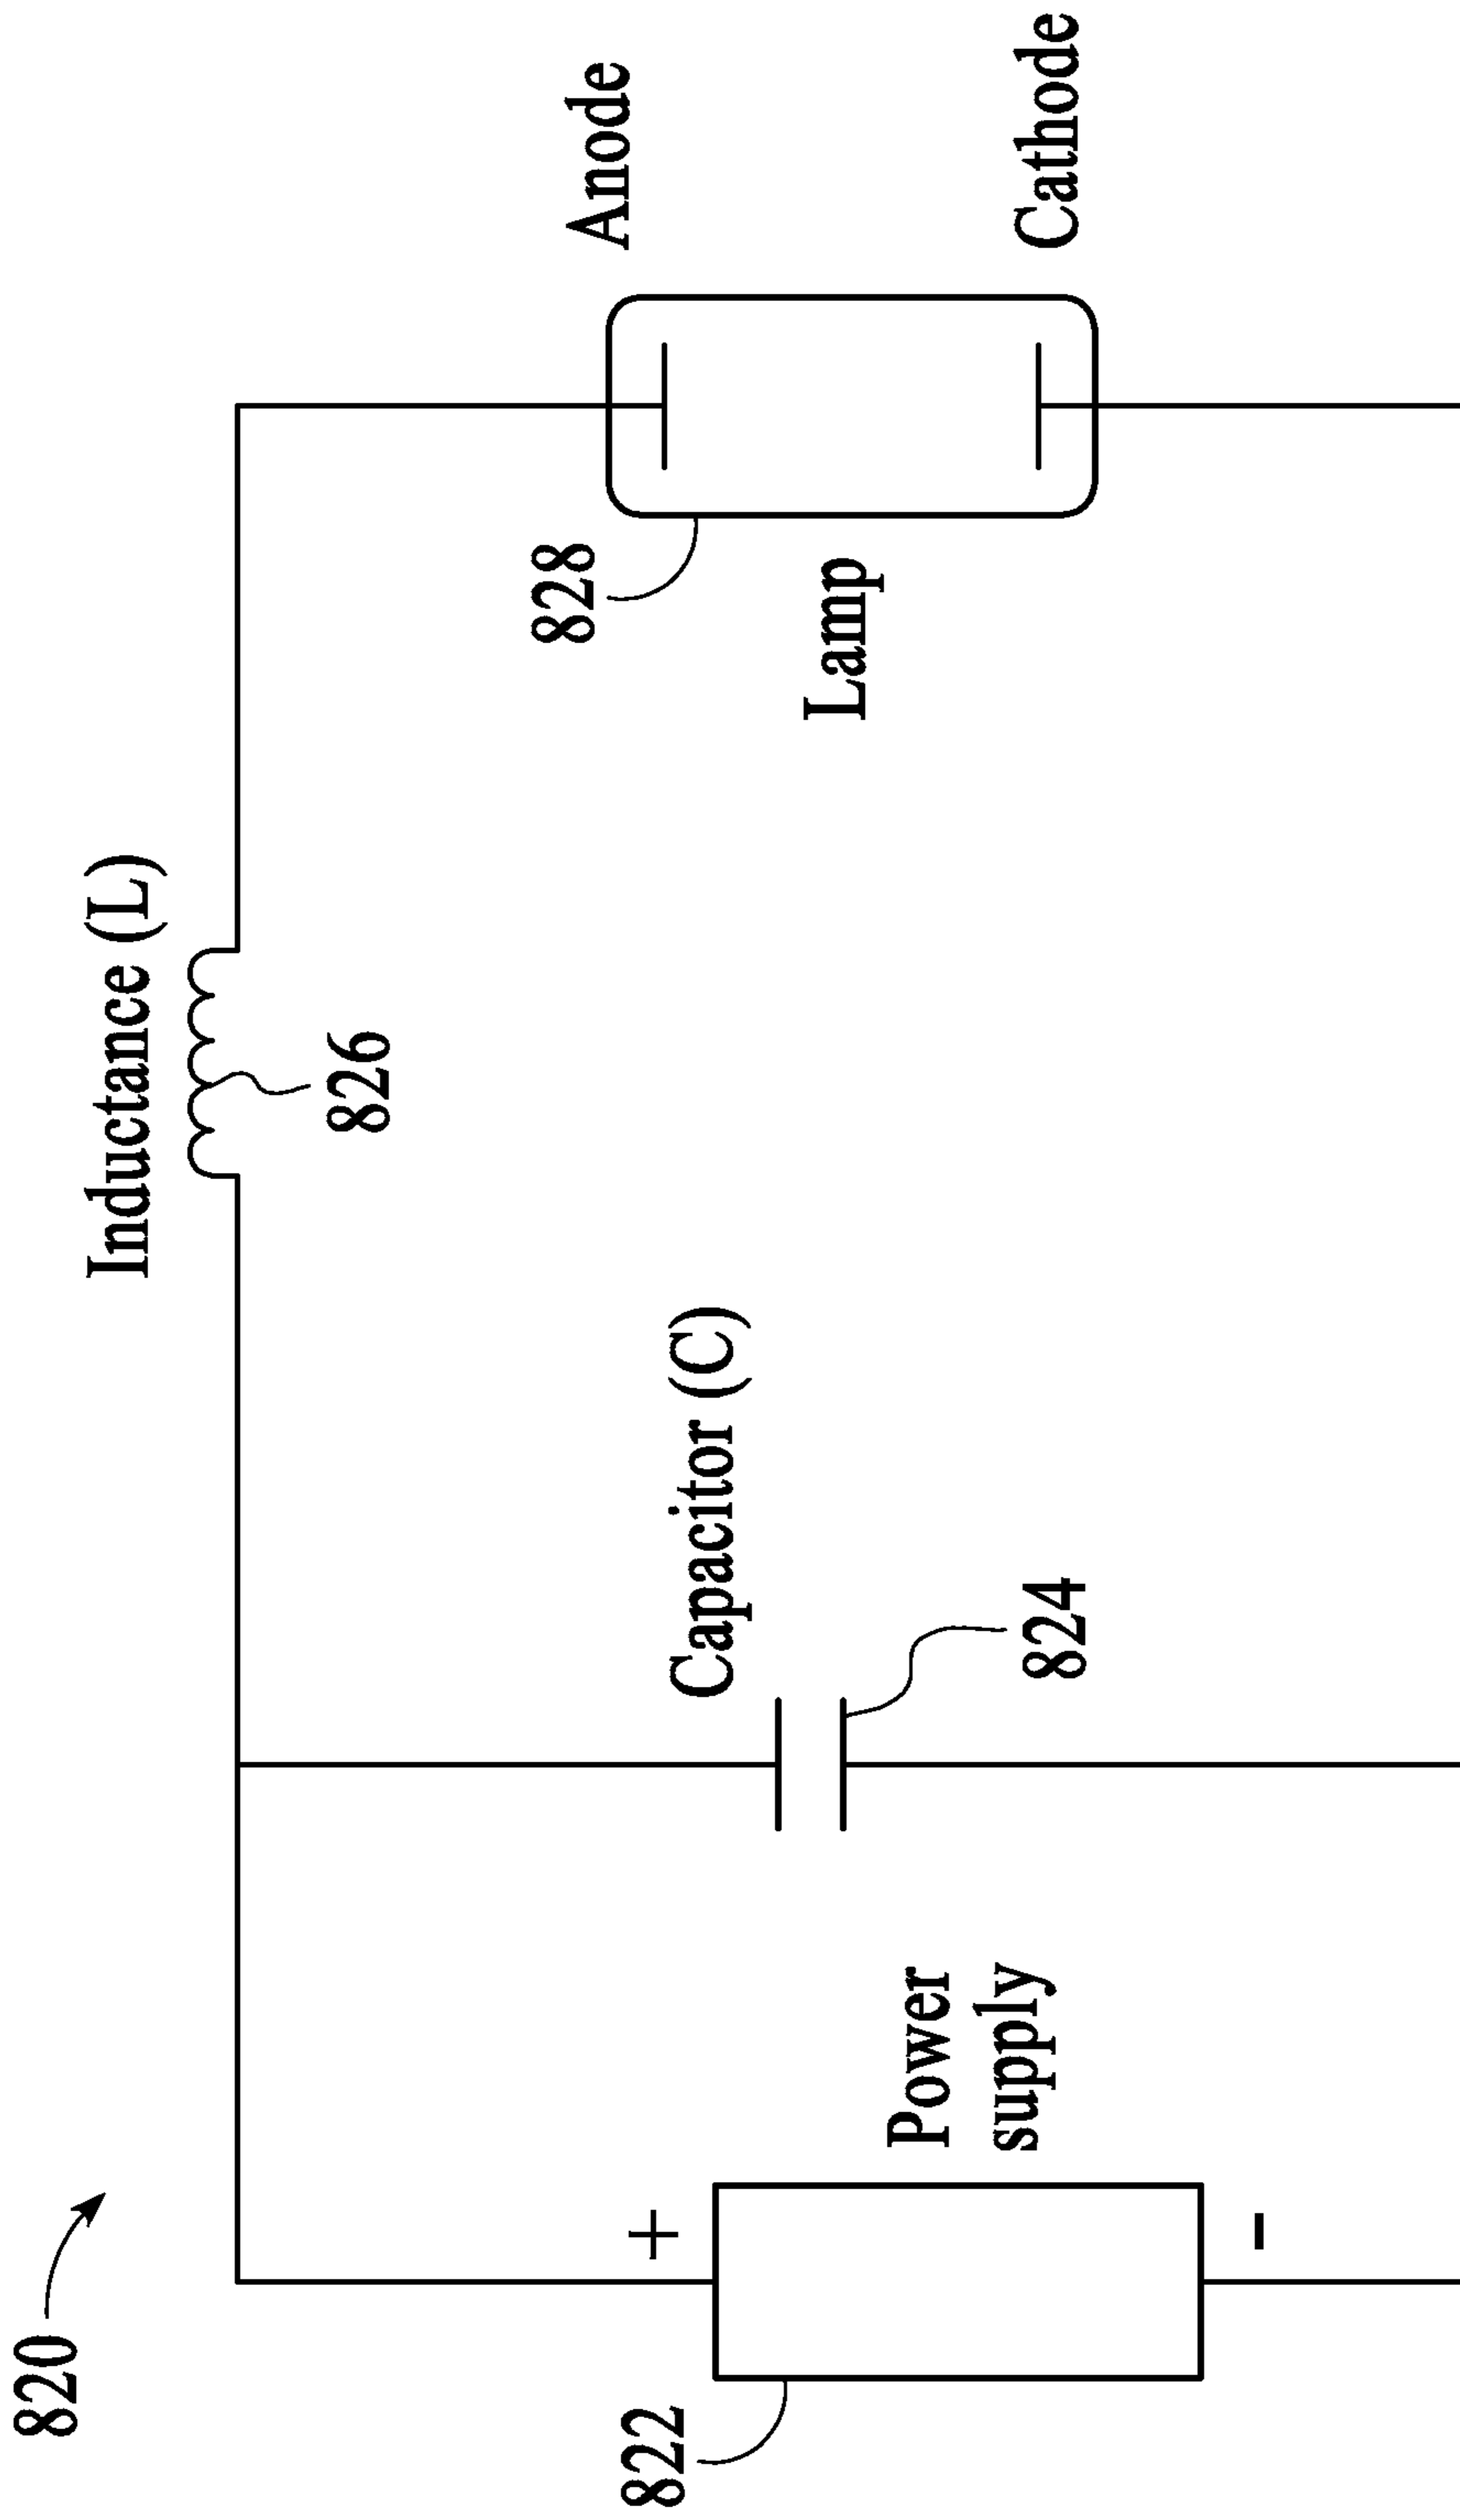 820
Inductance (L)
826
822
+
Power
supply
-
Capacitor (C)
824
828
Lamp
Anode
Cathode